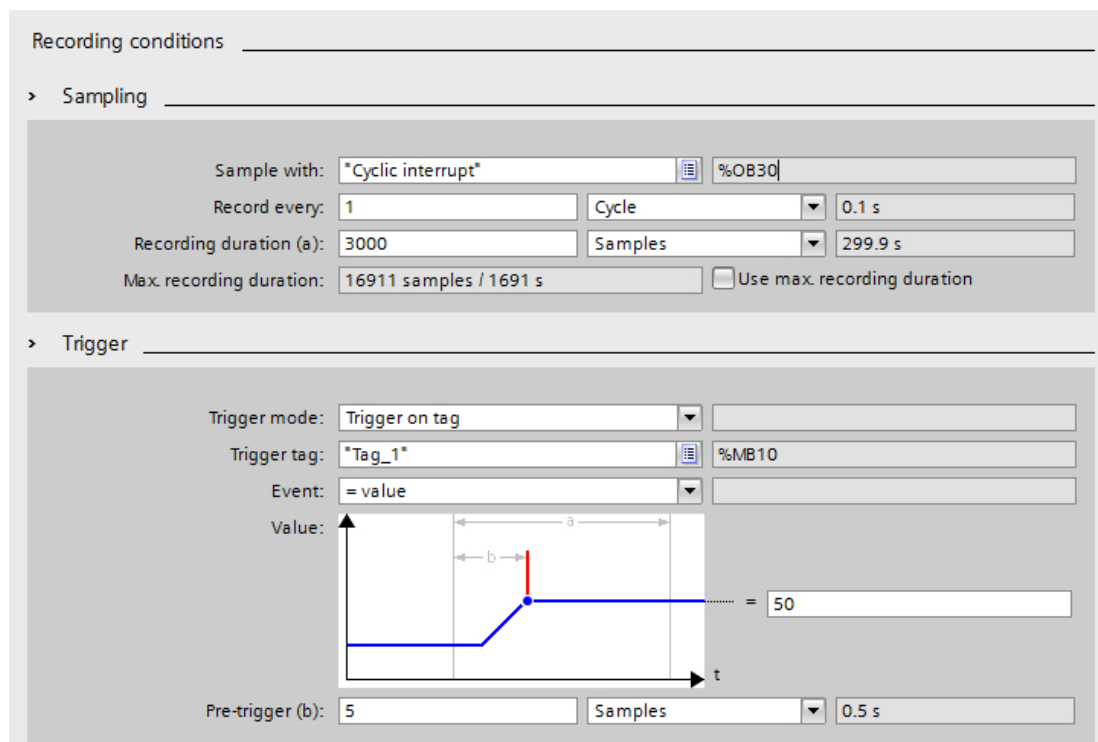 Recording conditions
Sampling
Sample with: "Cyclic interrupt" %OB30
Record every: 1 Cycle 0.1 s
Recording duration (a): 3000 Samples 299.9 s
Max. recording duration: 16911 samples / 1691 s Use max. recording duration
Trigger
Trigger mode: Trigger on tag
Trigger tag: "Tag_1" %MB10
Event: = value
Value:
a
b
= 50
t
Pre-trigger (b): 5 Samples 0.5 s